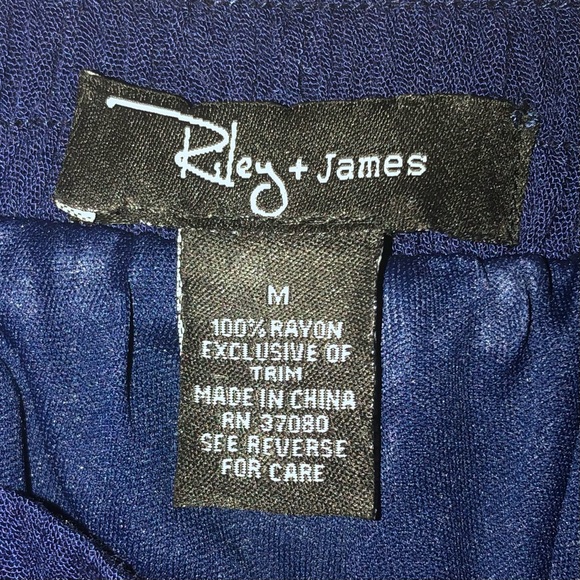 Riley + James
M
100% RAYON
EXCLUSIVE OF
TRIM
MADE IN CHINA
RN 37080
SEE REVERSE
FOR CARE